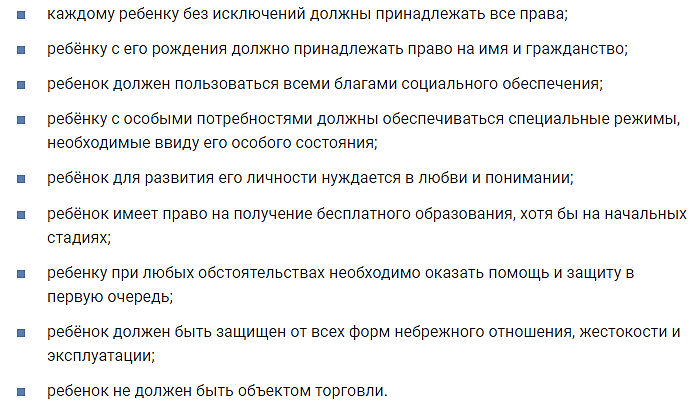 каждому ребенку без исключений должны принадлежать все права;
ребёнку с его рождения должно принадлежать право на имя и гражданство;
ребенок должен пользоваться всеми благами социального обеспечения;
ребёнку с особыми потребностями должны обеспечиваться специальные режимы,
необходимые ввиду его особого состояния;
ребёнок для развития его личности нуждается в любви и понимании;
ребёнок имеет право на получение бесплатного образования, хотя бы на начальных
стадиях;
ребенку при любых обстоятельствах необходимо оказать помощь и защиту в
первую очередь;
ребёнок должен быть защищен от всех форм небрежного отношения, жестокости и
эксплуатации;
ребенок не должен быть объектом торговли.